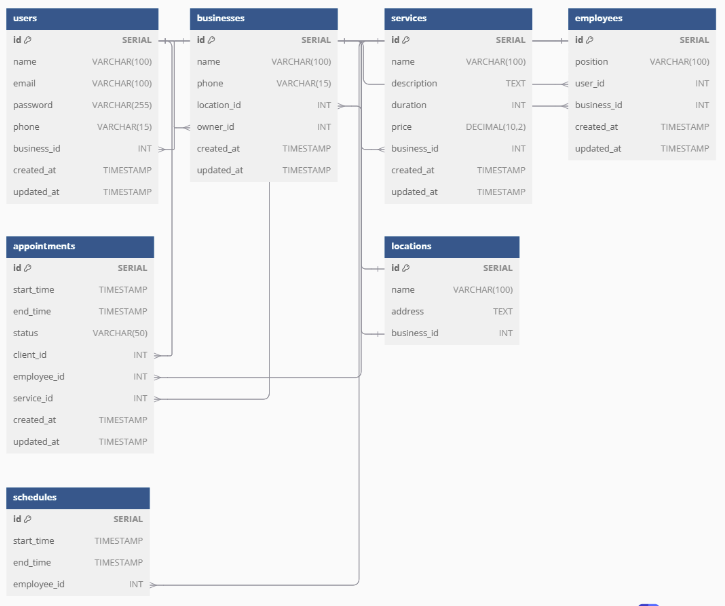 users
id SERIAL
name VARCHAR(100)
email VARCHAR(100)
password VARCHAR(255)
phone VARCHAR(15)
business_id INT
created_at TIMESTAMP
updated_at TIMESTAMP
businesses
id SERIAL
name VARCHAR(100)
phone VARCHAR(15)
location_id INT
owner_id INT
created_at TIMESTAMP
updated_at TIMESTAMP
services
id SERIAL
name VARCHAR(100)
description TEXT
duration INT
price DECIMAL(10,2)
business_id INT
created_at TIMESTAMP
updated_at TIMESTAMP
employees
id SERIAL
position VARCHAR(100)
user_id INT
business_id INT
created_at TIMESTAMP
updated_at TIMESTAMP
appointments
id SERIAL
start_time TIMESTAMP
end_time TIMESTAMP
status VARCHAR(50)
client_id INT
employee_id INT
service_id INT
created_at TIMESTAMP
updated_at TIMESTAMP
locations
id SERIAL
name VARCHAR(100)
address TEXT
business_id INT
schedules
id SERIAL
start_time TIMESTAMP
end_time TIMESTAMP
employee_id INT